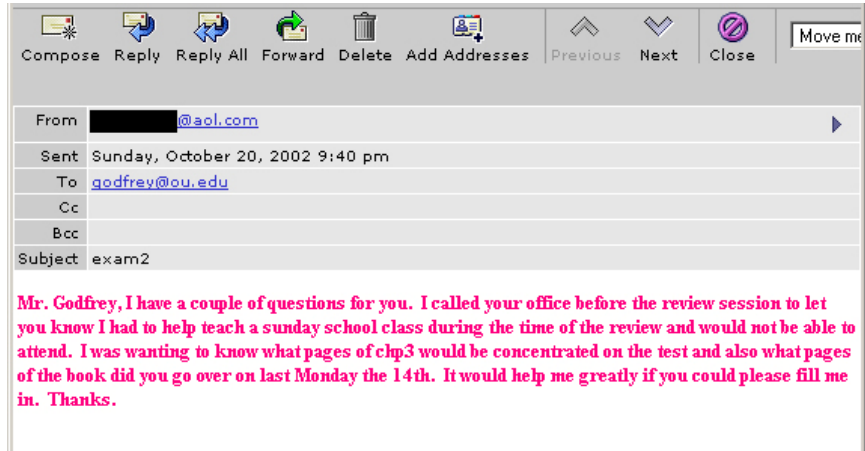 Compose Reply Reply All Forward Delete Add Addresses Previous Next Close Move me
From @aol.com
Sent Sunday, October 20, 2002 9:40 pm
To godfrey@ou.edu
Cc
Bcc
Subject exam2
Mr. Godfrey, I have a couple of questions for you. I called your office before the review session to let
you know I had to help teach a sunday school class during the time of the review and would not be able to
attend. I was wanting to know what pages of chp3 would be concentrated on the test and also what pages
of the book did you go over on last Monday the 14th. It would help me greatly if you could please fill me
in. Thanks.